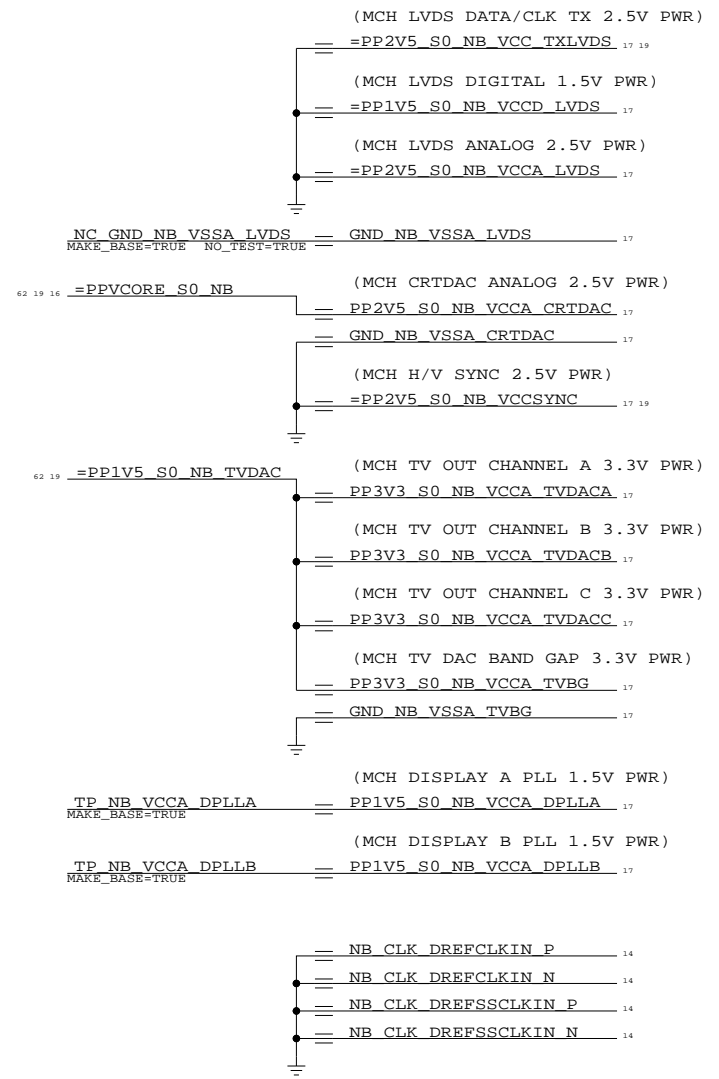 (MCH LVDS DATA/CLK TX 2.5V PWR)
=PP2V5_S0_NB_VCC_TXLVDS 17 19
(MCH LVDS DIGITAL 1.5V PWR)
=PP1V5_S0_NB_VCCD_LVDS 17
(MCH LVDS ANALOG 2.5V PWR)
=PP2V5_S0_NB_VCCA_LVDS 17
NC_GND_NB_VSSA_LVDS GND_NB_VSSA_LVDS 17
MAKE_BASE=TRUE NO_TEST=TRUE
(MCH CRTDAC ANALOG 2.5V PWR)
62 19 16 =PPVCORE_S0_NB
PP2V5_S0_NB_VCCA_CRTDAC 17
GND_NB_VSSA_CRTDAC 17
(MCH H/V SYNC 2.5V PWR)
=PP2V5_S0_NB_VCCSYNC 17 19
(MCH TV OUT CHANNEL A 3.3V PWR)
62 19 =PP1V5_S0_NB_TVDAC
PP3V3_S0_NB_VCCA_TVDACA 17
(MCH TV OUT CHANNEL B 3.3V PWR)
PP3V3_S0_NB_VCCA_TVDACB 17
(MCH TV OUT CHANNEL C 3.3V PWR)
PP3V3_S0_NB_VCCA_TVDACC 17
(MCH TV DAC BAND GAP 3.3V PWR)
PP3V3_S0_NB_VCCA_TVBG 17
GND_NB_VSSA_TVBG 17
(MCH DISPLAY A PLL 1.5V PWR)
TP_NB_VCCA_DPLLA PP1V5_S0_NB_VCCA_DPLLA 17
MAKE_BASE=TRUE
(MCH DISPLAY B PLL 1.5V PWR)
TP_NB_VCCA_DPLLB PP1V5_S0_NB_VCCA_DPLLB 17
MAKE_BASE=TRUE
NB_CLK_DREFCLKIN_P 14
NB_CLK_DREFCLKIN_N 14
NB_CLK_DREFSSCLKIN_P 14
NB_CLK_DREFSSCLKIN_N 14